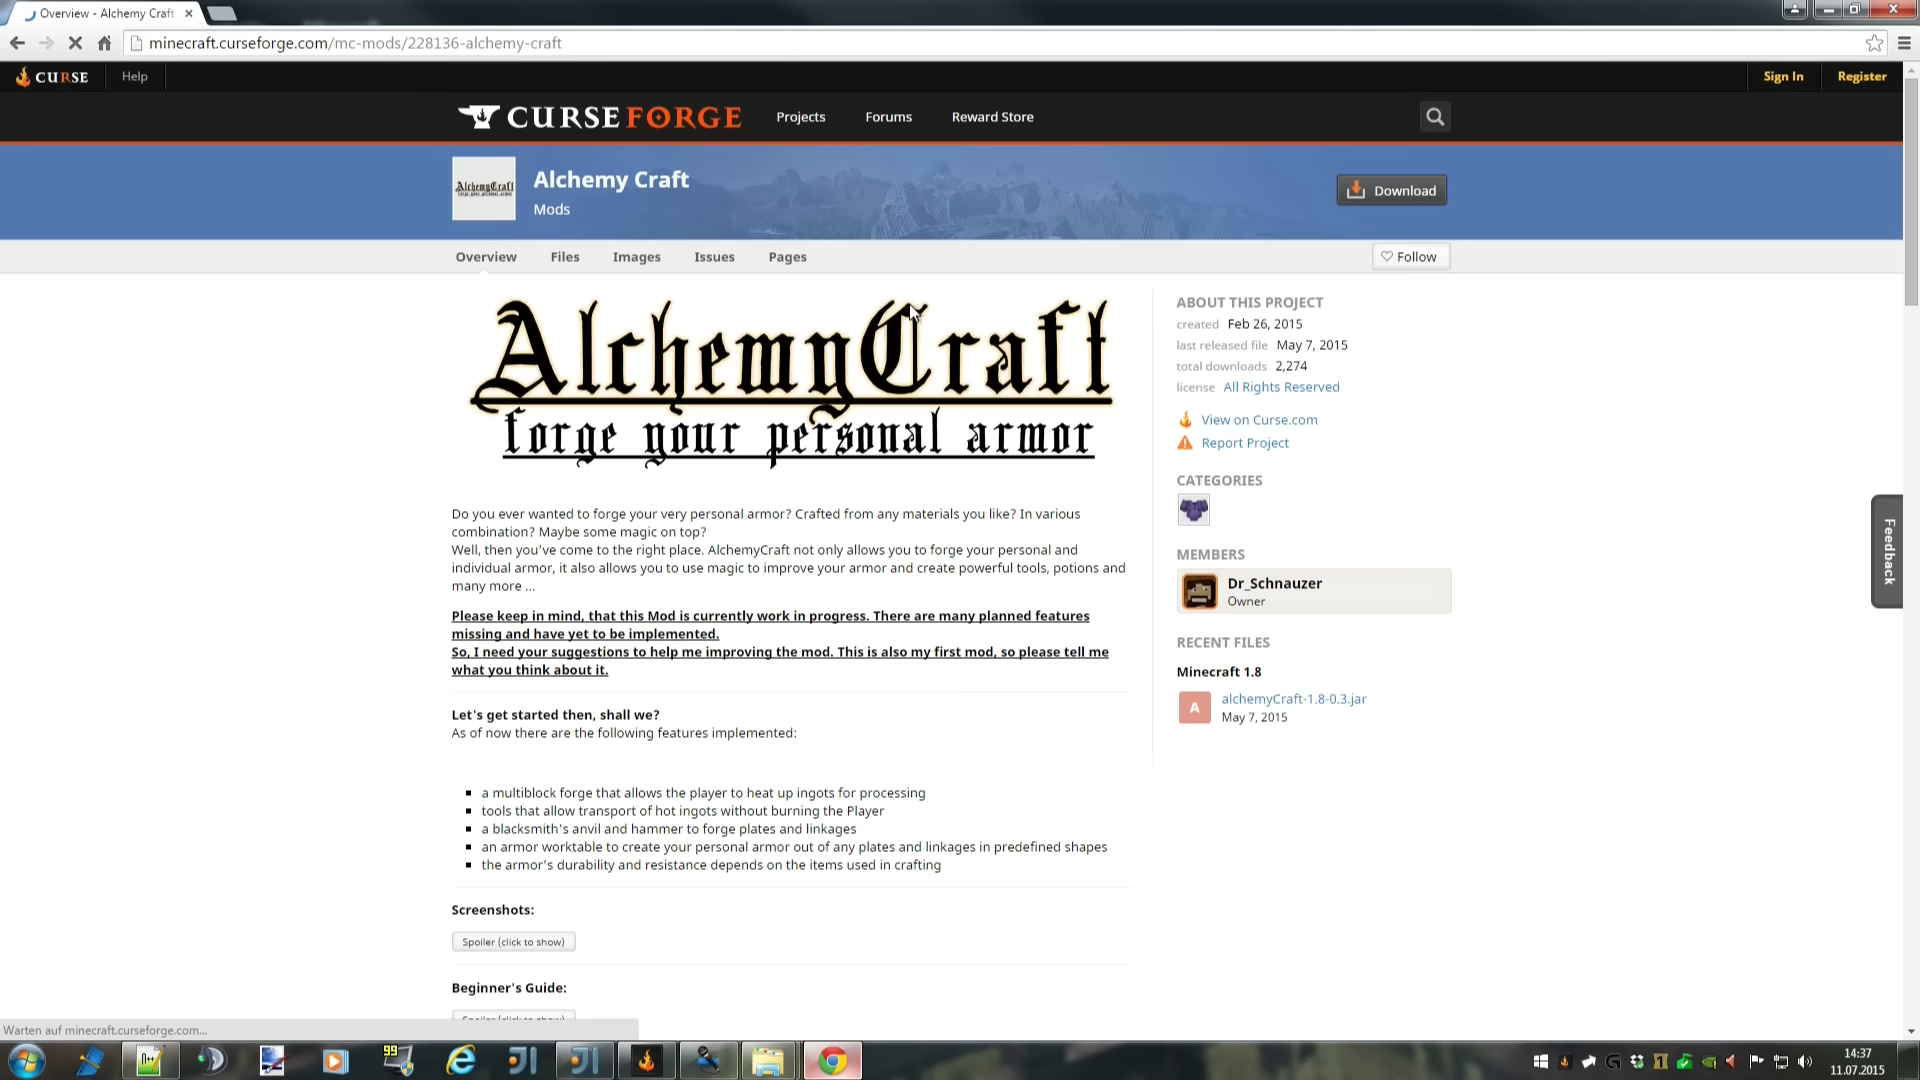 Overview - Alchemy Craft
minecraft.curseforge.com/mc-mods/228136-alchemy-craft
CURSE Help Sign In Register
CURSEFORGE Projects Forums Reward Store
AlchemyCraft
Alchemy Craft
Mods
Download
Overview Files Images Issues Pages Follow
AlchemyCraft
forge your personal armor
Do you ever wanted to forge your very personal armor? Crafted from any materials you like? In various
combination? Maybe some magic on top?
Well, then you've come to the right place. AlchemyCraft not only allows you to forge your personal and
individual armor, it also allows you to use magic to improve your armor and create powerful tools, potions and
many more ...
Please keep in mind, that this Mod is currently work in progress. There are many planned features
missing and have yet to be implemented.
So, I need your suggestions to help me improving the mod. This is also my first mod, so please tell me
what you think about it.
Let's get started then, shall we?
As of now there are the following features implemented:
a multiblock forge that allows the player to heat up ingots for processing
tools that allow transport of hot ingots without burning the Player
a blacksmith's anvil and hammer to forge plates and linkages
an armor worktable to create your personal armor out of any plates and linkages in predefined shapes
the armor's durability and resistance depends on the items used in crafting
Screenshots:
Spoiler (click to show)
Beginner's Guide:
Spoiler (click to show)
ABOUT THIS PROJECT
created Feb 26, 2015
last released file May 7, 2015
total downloads 2,274
license All Rights Reserved
View on Curse.com
Report Project
CATEGORIES
MEMBERS
Dr_Schnauzer
Owner
RECENT FILES
Minecraft 1.8
A alchemyCraft-1.8-0.3.jar
May 7, 2015
Feedback
Warten auf minecraft.curseforge.com...
99
14:37
11.07.2015